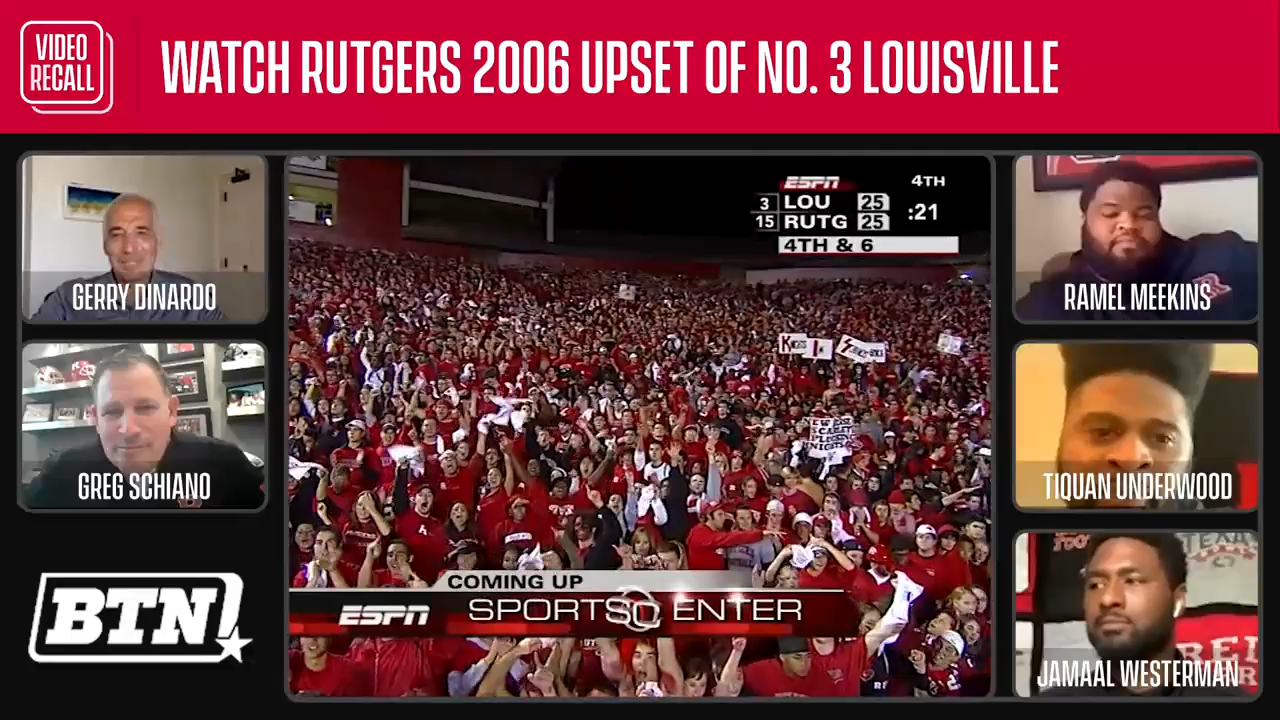 VIDEO
RECALL
WATCH RUTGERS 2006 UPSET OF NO. 3 LOUISVILLE
GERRY DINARDO
GREG SCHIANO
BTN
ESPN
4TH
3 LOU 25
:21
15 RUTG 25
4TH & 6
COMING UP
ESPN
SPORTSCENTER
RAMEL MEEKINS
TIQUAN UNDERWOOD
TEXAS
JAMAAL WESTERMAN